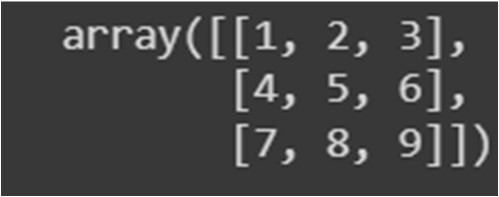 array([[1, 2, 3],
[4, 5, 6],
[7, 8, 9]])